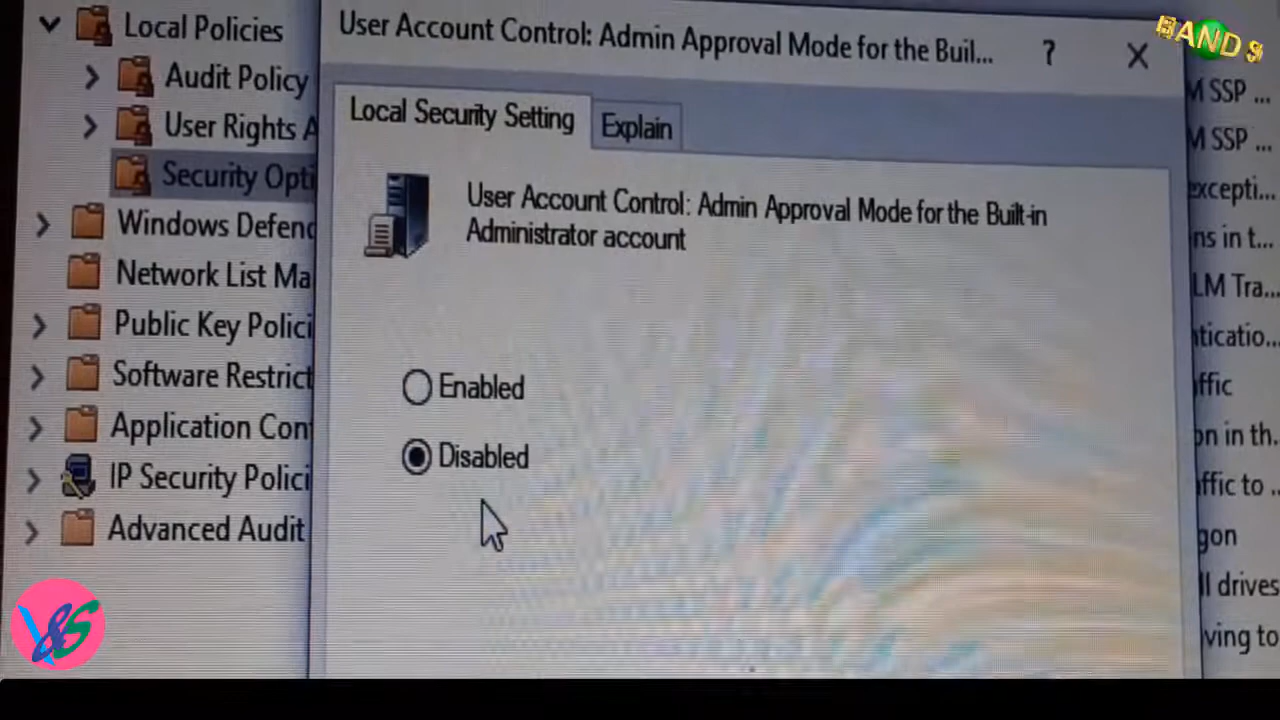 Local Policies
Audit Policy
User Rights A
Security Opti
Windows Defend
Network List Ma
Public Key Polici
Software Restrict
Application Con
IP Security Polici
Advanced Audit
User Account Control: Admin Approval Mode for the Buil...
?
Local Security Setting
Explain
User Account Control: Admin Approval Mode for the Built-in
Administrator account
Enabled
Disabled
M SSP ...
M SSP ...
excepti...
ns in t...
LM Tra...
nticatio...
ffic
on in th.
ffic to ..
gon
ll drives
ving to
HANDS
V&S